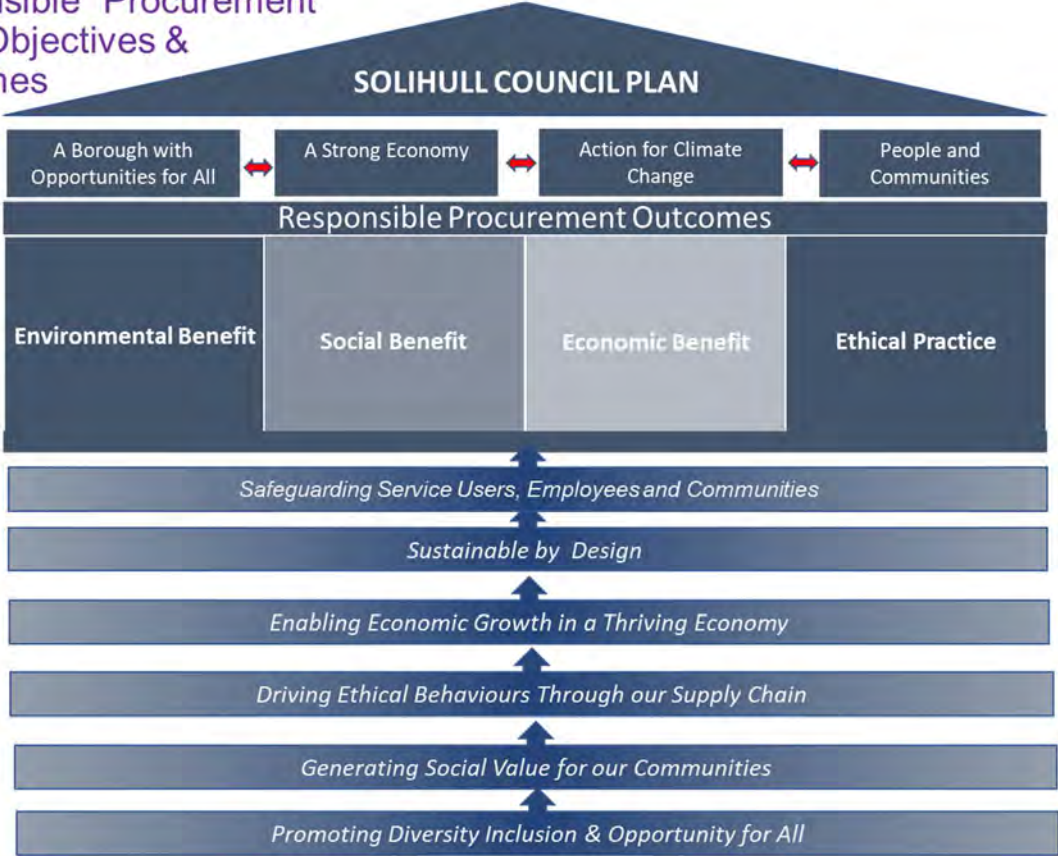 Procurement
Objectives &
SOLIHULL COUNCIL PLAN
A Borough with
Opportunities for All
A Strong Economy
Action for Climate
Change
People and
Communities
Responsible Procurement Outcomes
Environmental Benefit
Social Benefit
Economic Benefit
Ethical Practice
Safeguarding Service Users, Employees and Communities
Sustainable by Design
Enabling Economic Growth in a Thriving Economy
Driving Ethical Behaviours Through our Supply Chain
Generating Social Value for our Communities
Promoting Diversity Inclusion & Opportunity for All